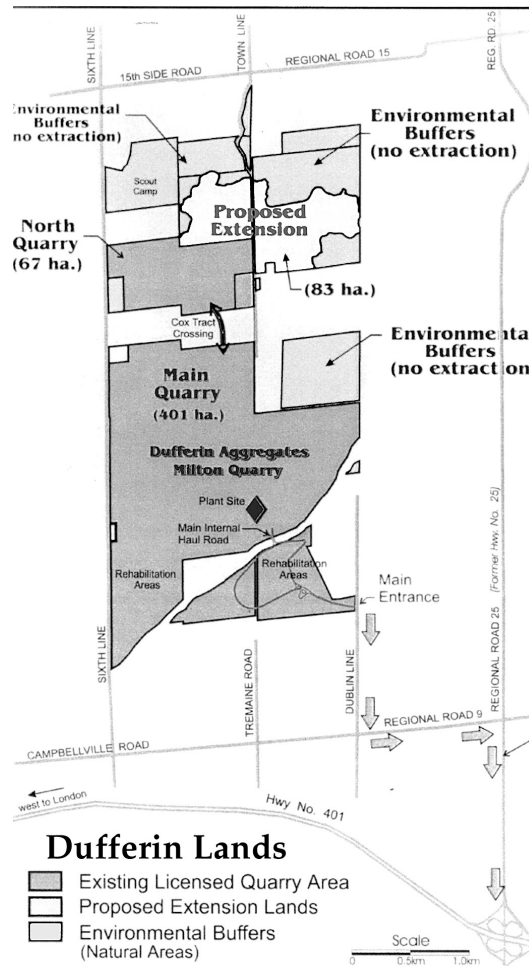 SIXTH LINE
TOWN LINE
REG. RD. 25
REGIONAL ROAD 15
15th SIDE ROAD
Environmental
Buffers
(no extraction)
Environmental
Buffers
(no extraction)
Scout
Camp
Proposed
Extension
North
Quarry
(67 ha.)
(83 ha.)
Cox Tract
Crossing
Environmental
Buffers
(no extraction
Main
Quarry
(401 ha.)
Dufferin Aggregates
Milton Quarry
Plant Site
Main Internal
Haul Road
Rehabilitation
Areas
Rehabilitation
Areas
Main
Entrance
REGIONAL ROAD 25 (Former Hwy. No. 25)
SIXTH LINE
TREMAINE ROAD
DUBLIN LINE
REGIONAL ROAD 9
CAMPBELLVILLE ROAD
west to London
Hwy No. 401
Dufferin Lands
Existing Licensed Quarry Area
Proposed Extension Lands
Environmental Buffers
(Natural Areas)
Scale
0 0.5km 1.0km